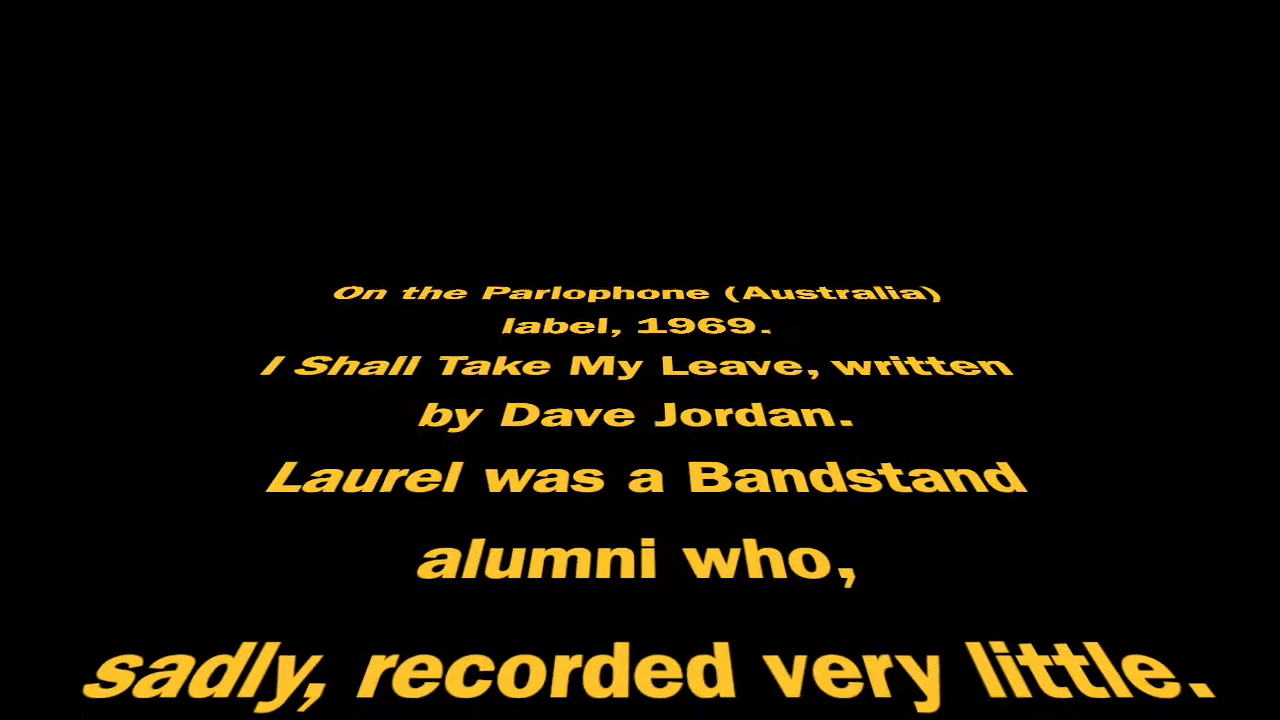 On the Parlophone (Australia)
label, 1969.
I Shall Take My Leave, written
by Dave Jordan.
Laurel was a Bandstand
alumni who,
sadly, recorded very little.